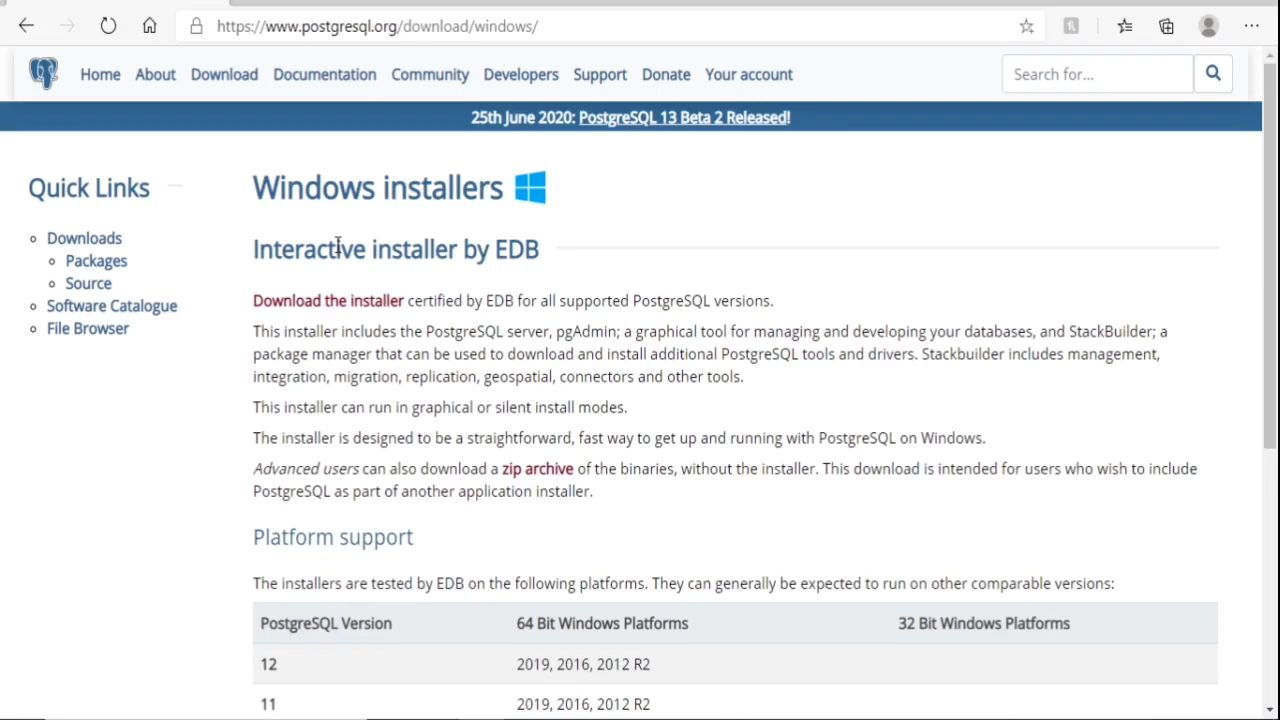 https://www.postgresql.org/download/windows/
Home About Download Documentation Community Developers Support Donate Your account
Search for...
25th June 2020: PostgreSQL 13 Beta 2 Released!
Quick Links
Downloads
Packages
Source
Software Catalogue
File Browser
Windows installers
Interactive installer by EDB
Download the installer certified by EDB for all supported PostgreSQL versions.
This installer includes the PostgreSQL server, pgAdmin; a graphical tool for managing and developing your databases, and StackBuilder; a
package manager that can be used to download and install additional PostgreSQL tools and drivers. Stackbuilder includes management,
integration, migration, replication, geospatial, connectors and other tools.
This installer can run in graphical or silent install modes.
The installer is designed to be a straightforward, fast way to get up and running with PostgreSQL on Windows.
Advanced users can also download a zip archive of the binaries, without the installer. This download is intended for users who wish to include
PostgreSQL as part of another application installer.
Platform support
The installers are tested by EDB on the following platforms. They can generally be expected to run on other comparable versions:
PostgreSQL Version 64 Bit Windows Platforms 32 Bit Windows Platforms
12 2019, 2016, 2012 R2
11 2019, 2016, 2012 R2